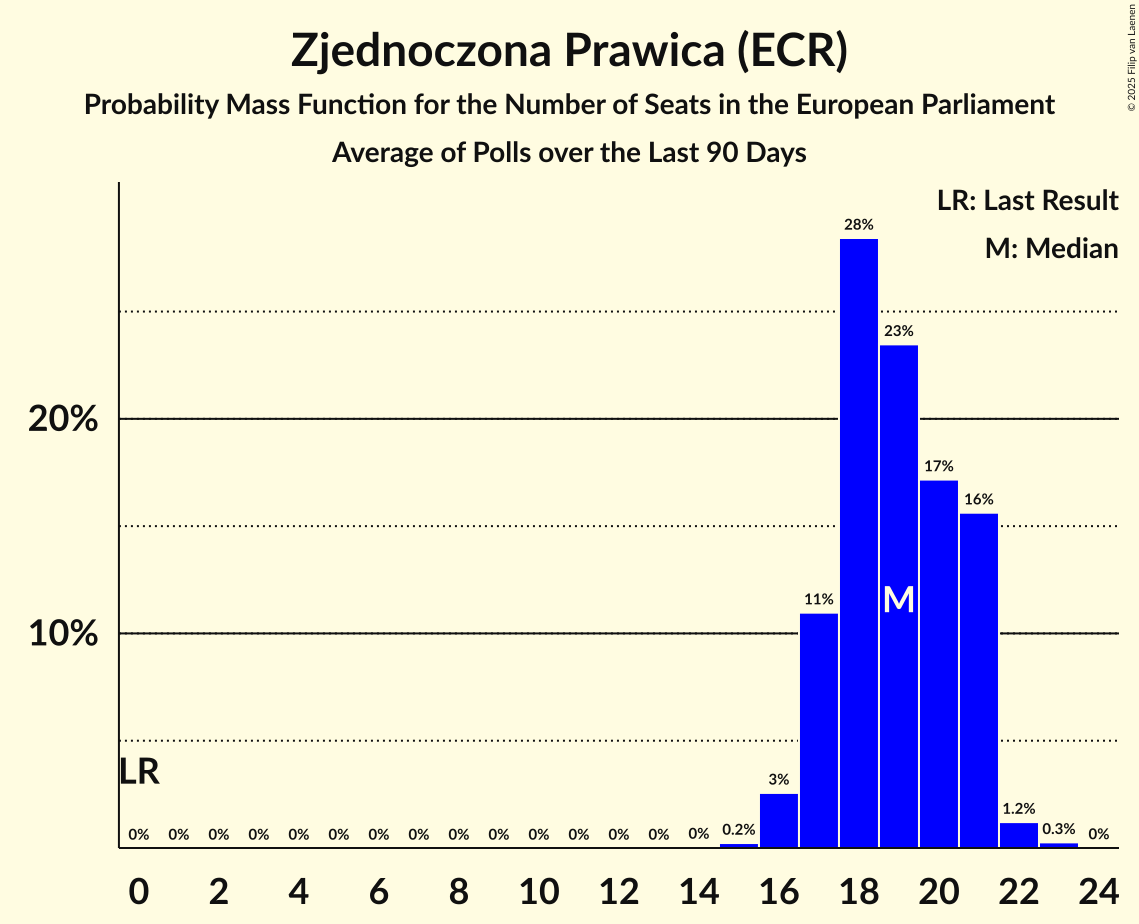 Zjednoczona Prawica (ECR)
Probability Mass Function for the Number of Seats in the European Parliament
Average of Polls over the Last 90 Days
© 2025 Filip van Laenen
LR: Last Result
M: Median
28%
23%
20%
17%
16%
11%
M
10%
LR
3%
1.2%
0% 0% 0% 0% 0% 0% 0% 0% 0% 0% 0% 0% 0% 0% 0% 0.2% 0.3% 0%
0 2 4 6 8 10 12 14 16 18 20 22 24